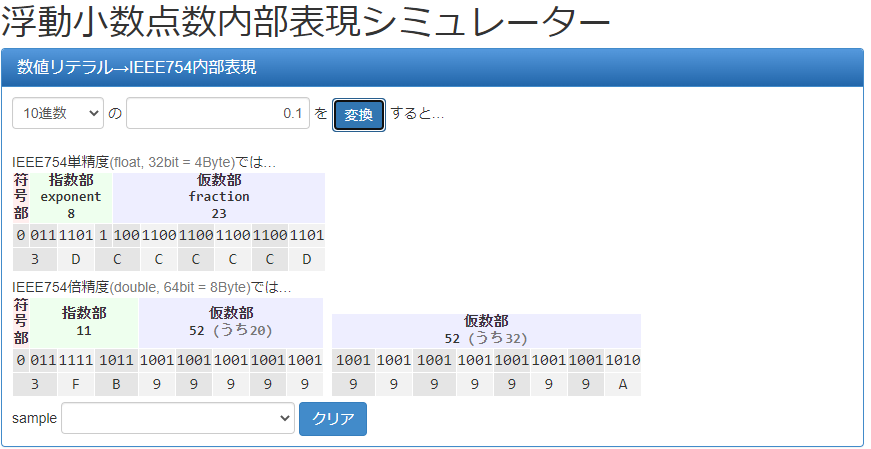 浮動小数点数内部表現シミュレーター
数値リテラル→IEEE754内部表現
10進数 の 0.1 を 変換 すると...
IEEE754単精度(float, 32bit = 4Byte)では...
符号部 指数部 exponent 8 仮数部 fraction 23
0 011 1101 1 100 1100 1100 1100 1100 1101
3 D C C C C C D
IEEE754倍精度(double, 64bit = 8Byte)では...
符号部 指数部 11 仮数部 52 (うち20) 仮数部 52 (うち32)
0 011 1111 1011 1001 1001 1001 1001 1001 1001 1001 1001 1001 1001 1001 1001 1010
3 F B 9 9 9 9 9 9 9 9 9 9 9 9 A
sample クリア